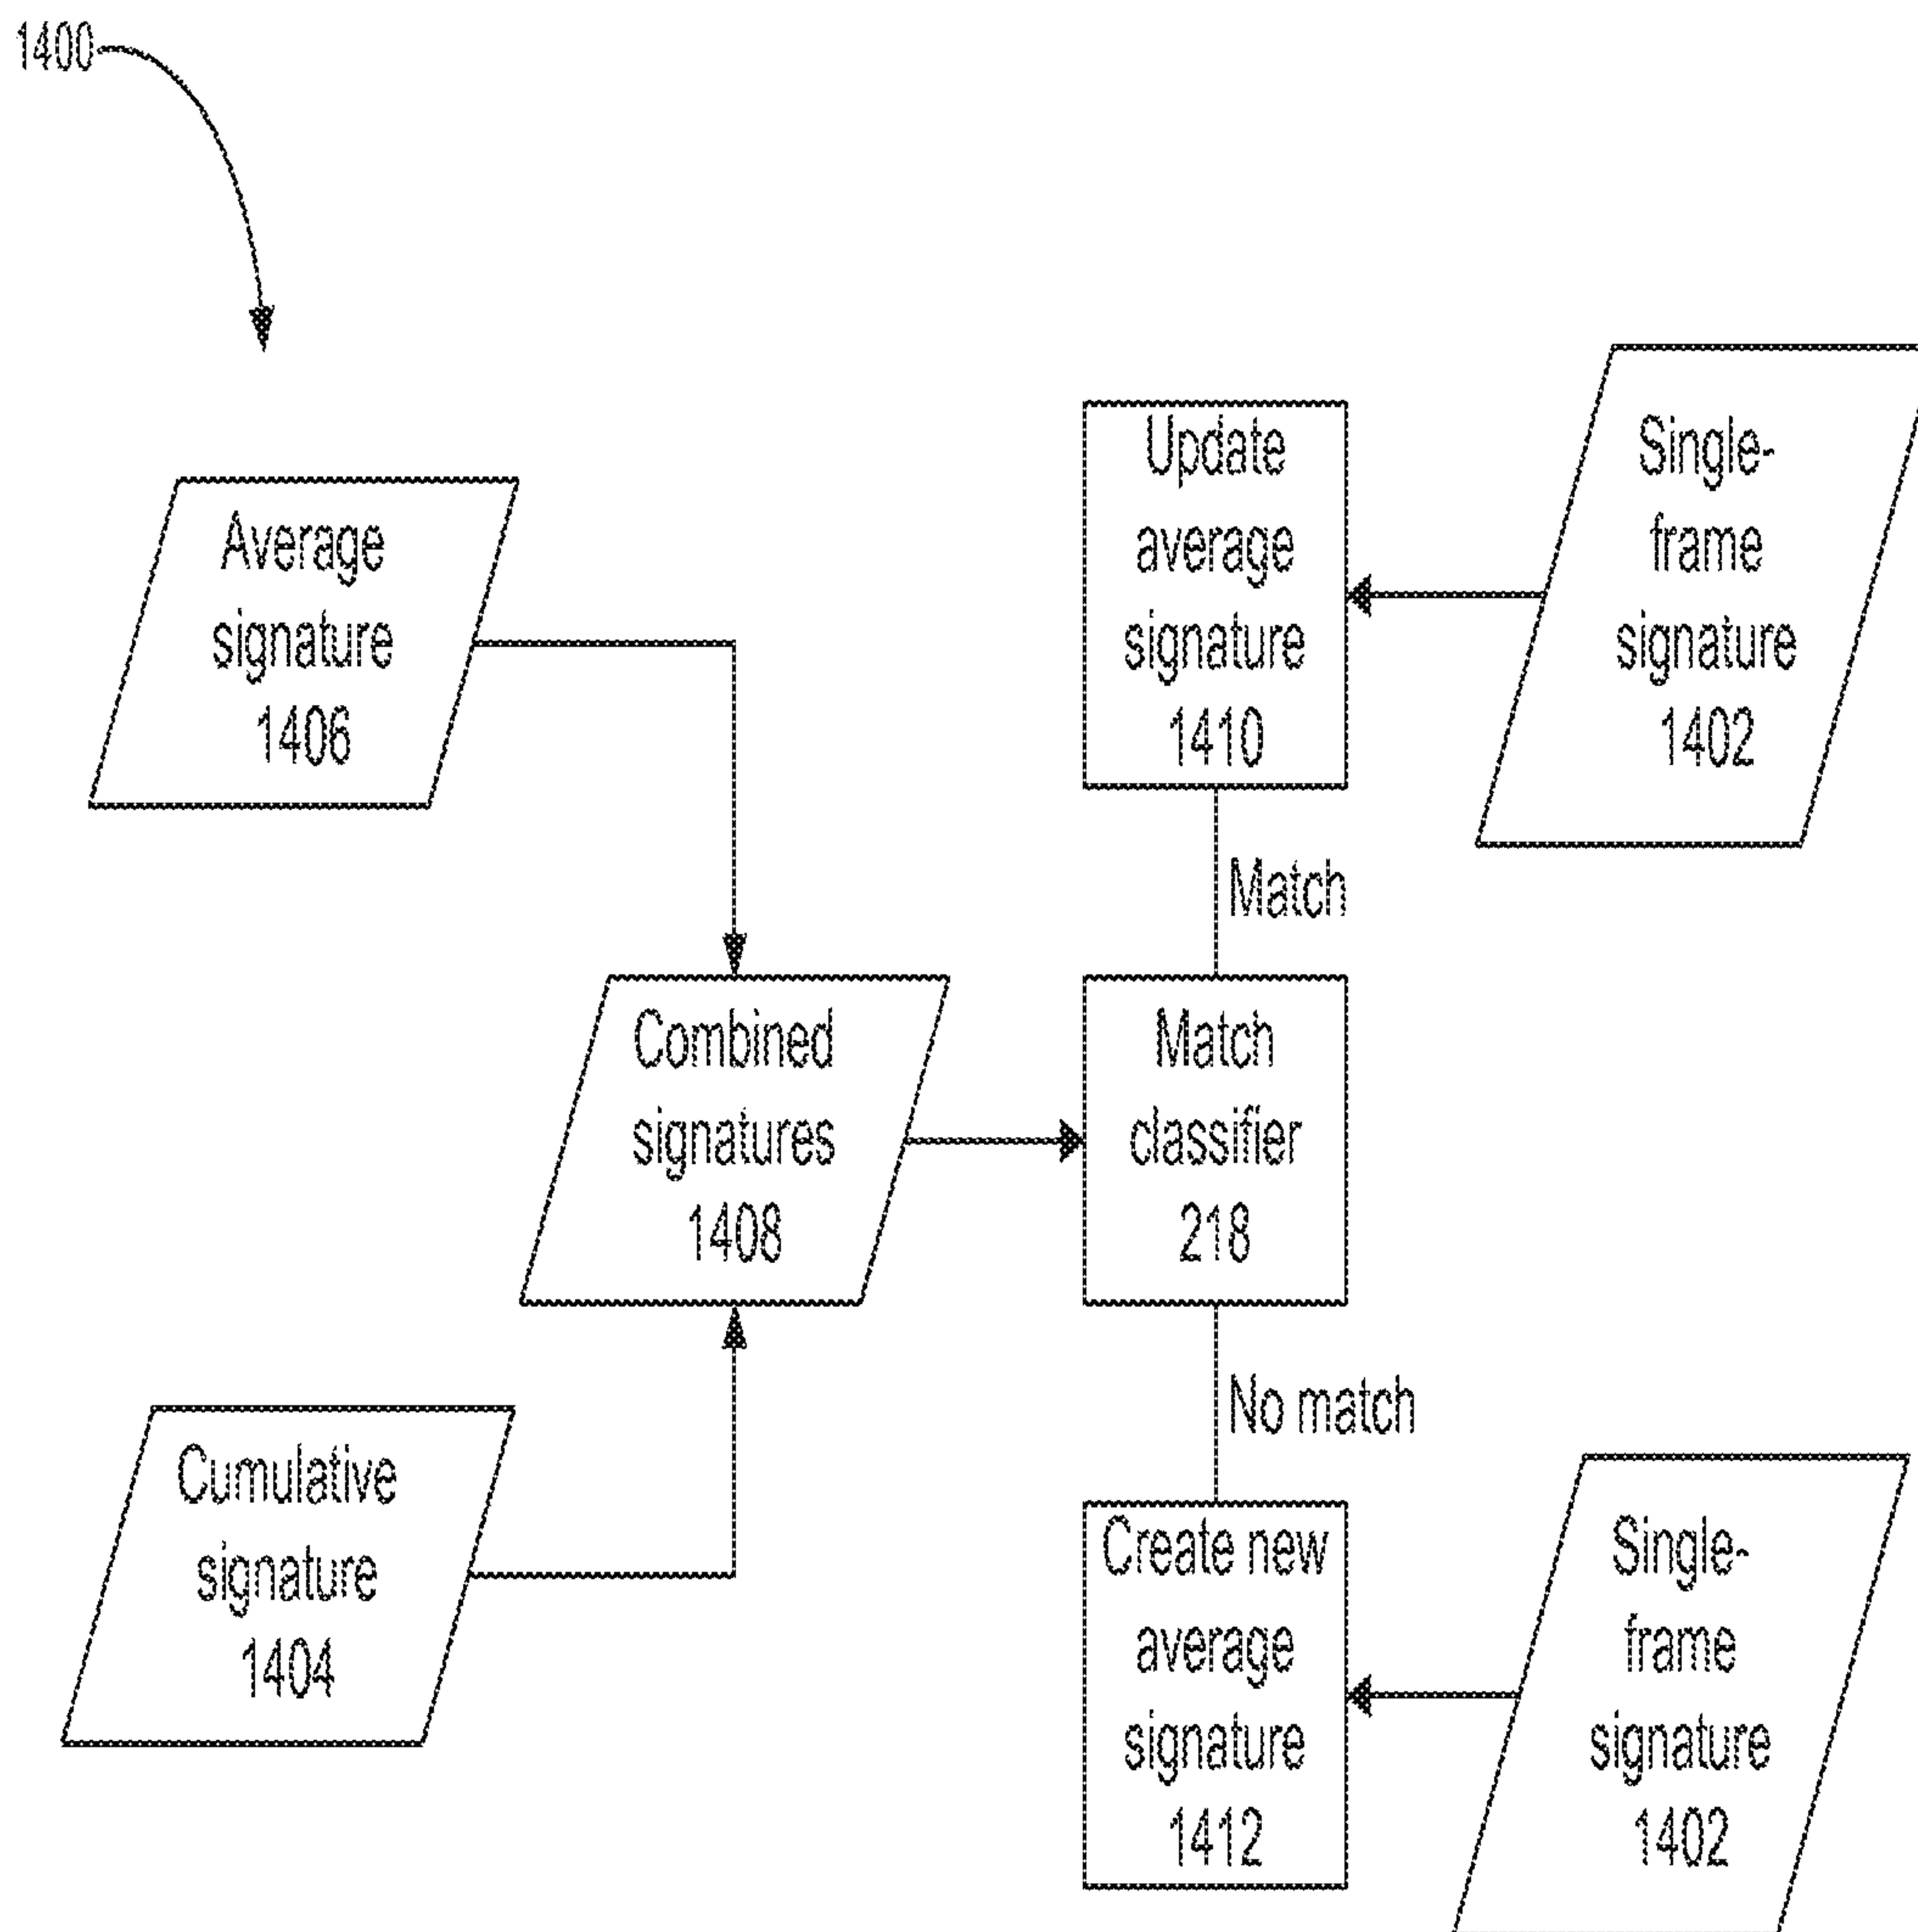 1400
Average
signature
1406
Cumulative
signature
1404
Combined
signatures
1408
Update
average
signature
1410
Match
Match
classifier
218
No match
Create new
average
signature
1412
Single-
frame
signature
1402
Single-
frame
signature
1402